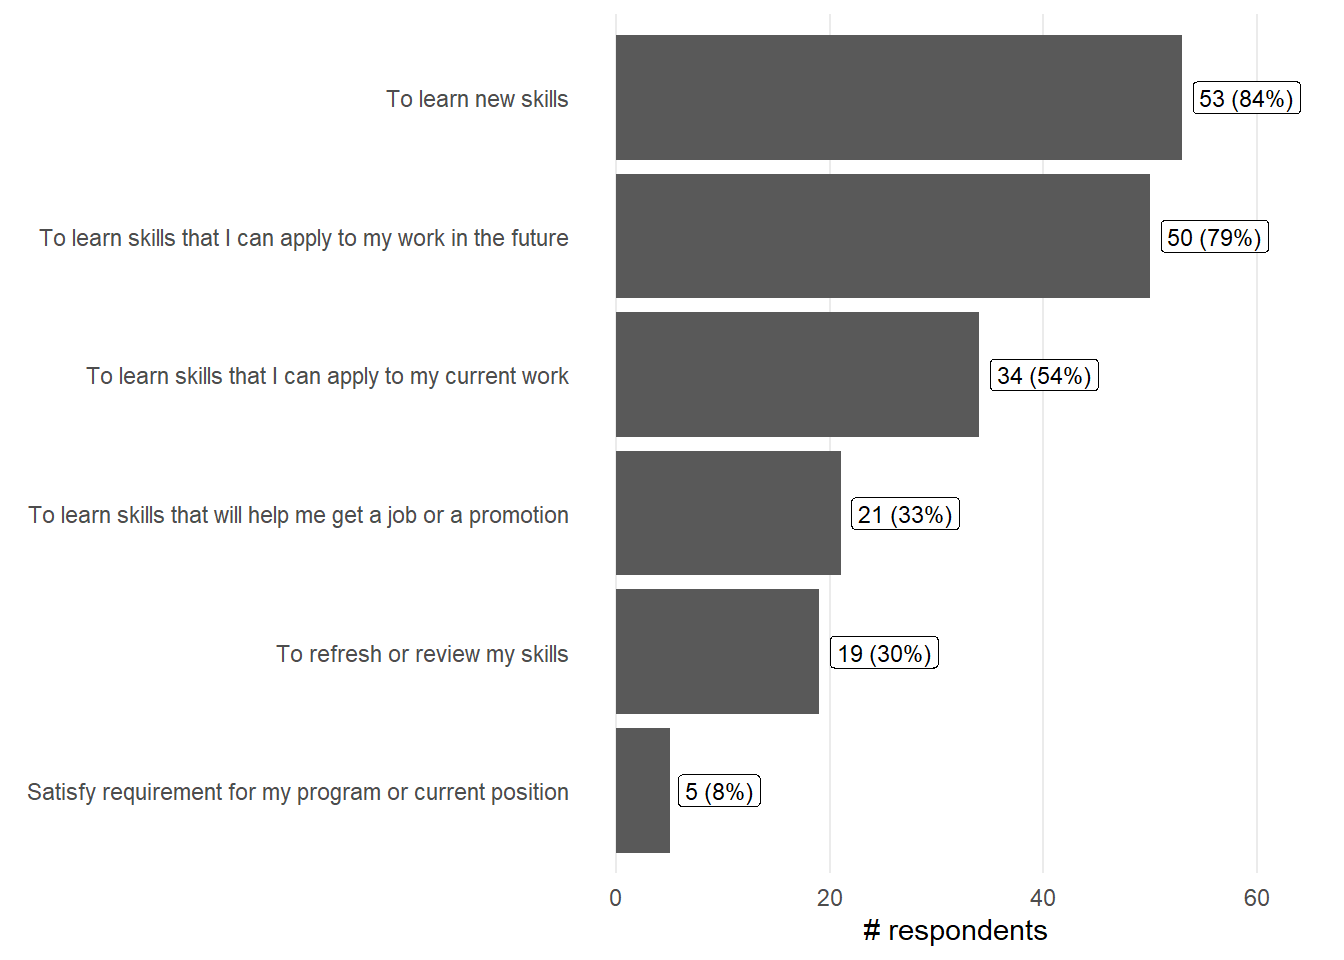 To learn new skills
53 (84%)
To learn skills that I can apply to my work in the future
50 (79%)
To learn skills that I can apply to my current work
34 (54%)
To learn skills that will help me get a job or a promotion
21 (33%)
To refresh or review my skills
19 (30%)
Satisfy requirement for my program or current position
5 (8%)
0 20 40 60
# respondents